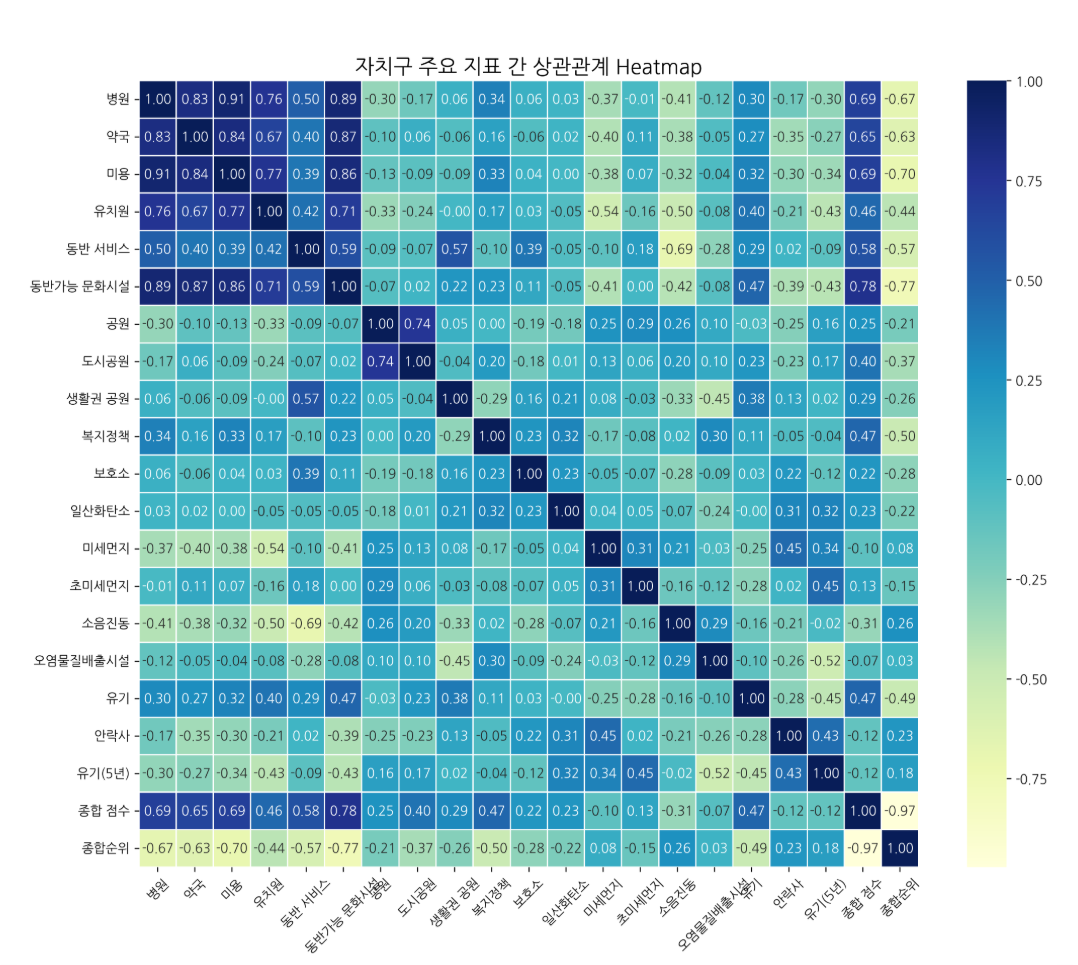 자치구 주요 지표 간 상관관계 Heatmap
병원 1.00 0.83 0.91 0.76 0.50 0.89 -0.30 -0.17 0.06 0.34 0.06 0.03 -0.37 -0.01 -0.41 -0.12 0.30 -0.17 -0.30 0.69 -0.67
약국 0.83 1.00 0.84 0.67 0.40 0.87 -0.10 0.06 -0.06 0.16 -0.06 0.02 -0.40 0.11 -0.38 -0.05 0.27 -0.35 -0.27 0.65 -0.63
미용 0.91 0.84 1.00 0.77 0.39 0.86 -0.13 -0.09 -0.09 0.33 0.04 0.00 -0.38 0.07 -0.32 -0.04 0.32 -0.30 -0.34 0.69 -0.70
유치원 0.76 0.67 0.77 1.00 0.42 0.71 -0.33 -0.24 -0.00 0.17 0.03 -0.05 -0.54 -0.16 -0.50 -0.08 0.40 -0.21 -0.43 0.46 -0.44
동반 서비스 0.50 0.40 0.39 0.42 1.00 0.59 -0.09 -0.07 0.57 -0.10 0.39 -0.05 -0.10 0.18 -0.69 -0.28 0.29 0.02 -0.09 0.58 -0.57
동반가능 문화시설 0.89 0.87 0.86 0.71 0.59 1.00 -0.07 0.02 0.22 0.23 0.11 -0.05 -0.41 0.00 -0.42 -0.08 0.47 -0.39 -0.43 0.78 -0.77
공원 -0.30 -0.10 -0.13 -0.33 -0.09 -0.07 1.00 0.74 0.05 0.00 -0.19 -0.18 0.25 0.29 0.26 0.10 -0.03 -0.25 0.16 0.25 -0.21
도시공원 -0.17 0.06 -0.09 -0.24 -0.07 0.02 0.74 1.00 -0.04 0.20 -0.18 0.01 0.13 0.06 0.20 0.10 0.23 -0.23 0.17 0.40 -0.37
생활권 공원 0.06 -0.06 -0.09 -0.00 0.57 0.22 0.05 -0.04 1.00 -0.29 0.16 0.21 0.08 -0.03 -0.33 -0.45 0.38 0.13 0.02 0.29 -0.26
복지정책 0.34 0.16 0.33 0.17 -0.10 0.23 0.00 0.20 -0.29 1.00 0.23 0.32 -0.17 -0.08 0.02 0.30 0.11 -0.05 -0.04 0.47 -0.50
보호소 0.06 -0.06 0.04 0.03 0.39 0.11 -0.19 -0.18 0.16 0.23 1.00 0.23 -0.05 -0.07 -0.28 -0.09 0.03 0.22 -0.12 0.22 -0.28
일산화탄소 0.03 0.02 0.00 -0.05 -0.05 -0.05 -0.18 0.01 0.21 0.32 0.23 1.00 0.04 0.05 -0.07 -0.24 -0.00 0.31 0.32 0.23 -0.22
미세먼지 -0.37 -0.40 -0.38 -0.54 -0.10 -0.41 0.25 0.13 0.08 -0.17 -0.05 0.04 1.00 0.31 0.21 -0.03 -0.25 0.45 0.34 -0.10 0.08
초미세먼지 -0.01 0.11 0.07 -0.16 0.18 0.00 0.29 0.06 -0.03 -0.08 -0.07 0.05 0.31 1.00 -0.16 -0.12 -0.28 0.02 0.45 0.13 -0.15
소음진동 -0.41 -0.38 -0.32 -0.50 -0.69 -0.42 0.26 0.20 -0.33 0.02 -0.28 -0.07 0.21 -0.16 1.00 0.29 -0.16 -0.21 -0.02 -0.31 0.26
오염물질배출시설 -0.12 -0.05 -0.04 -0.08 -0.28 -0.08 0.10 0.10 -0.45 0.30 -0.09 -0.24 -0.03 -0.12 0.29 1.00 -0.10 -0.26 -0.52 -0.07 0.03
유기 0.30 0.27 0.32 0.40 0.29 0.47 -0.03 0.23 0.38 0.11 0.03 -0.00 -0.25 -0.28 -0.16 -0.10 1.00 -0.28 -0.45 0.47 -0.49
안락사 -0.17 -0.35 -0.30 -0.21 0.02 -0.39 -0.25 -0.23 0.13 -0.05 0.22 0.31 0.45 0.02 -0.21 -0.26 -0.28 1.00 0.43 -0.12 0.23
유기(5년) -0.30 -0.27 -0.34 -0.43 -0.09 -0.43 0.16 0.17 0.02 -0.04 -0.12 0.32 0.34 0.45 -0.02 -0.52 -0.45 0.43 1.00 -0.12 0.18
종합 점수 0.69 0.65 0.69 0.46 0.58 0.78 0.25 0.40 0.29 0.47 0.22 0.23 -0.10 0.13 -0.31 -0.07 0.47 -0.12 -0.12 1.00 -0.97
종합순위 -0.67 -0.63 -0.70 -0.44 -0.57 -0.77 -0.21 -0.37 -0.26 -0.50 -0.28 -0.22 0.08 -0.15 0.26 0.03 -0.49 0.23 0.18 -0.97 1.00
병원 약국 미용 유치원 동반 서비스 동반가능 문화시설 공원 도시공원 생활권 공원 복지정책 보호소 일산화탄소 미세먼지 초미세먼지 소음진동 오염물질배출시설 유기 안락사 유기(5년) 종합 점수 종합순위
1.00
0.75
0.50
0.25
0.00
-0.25
-0.50
-0.75